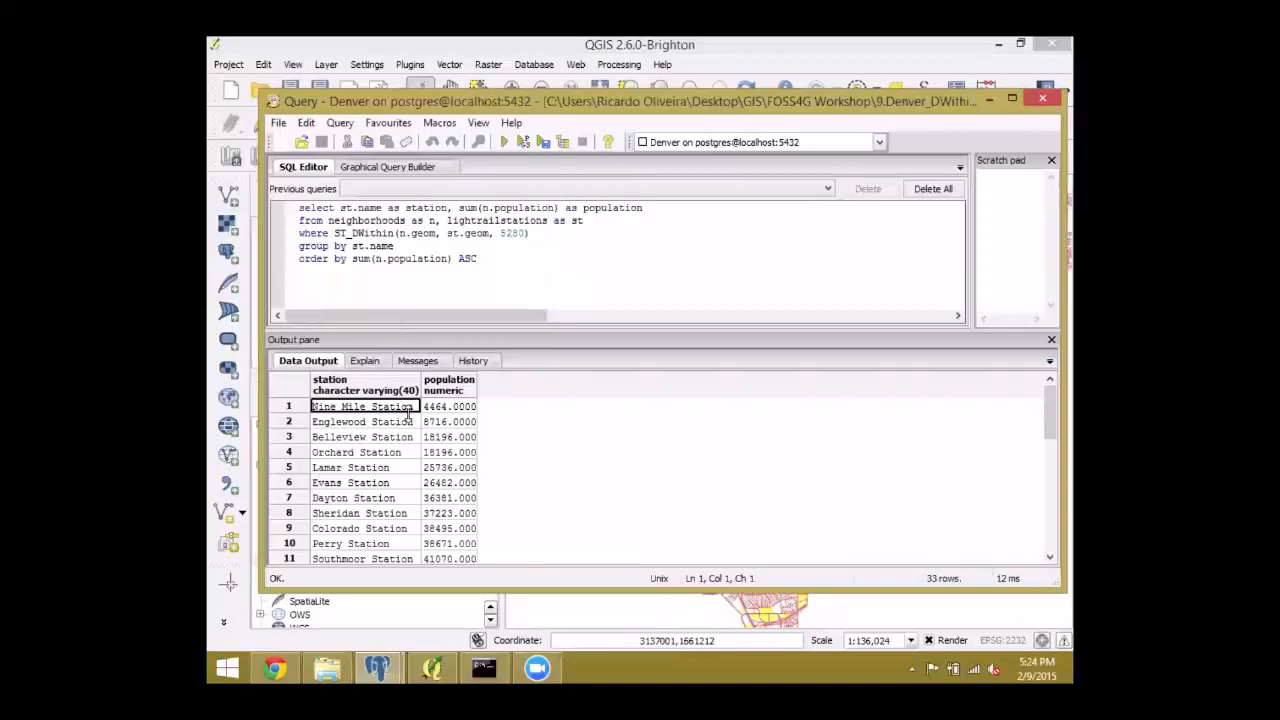 QGIS 2.6.0-Brighton
Project Edit View Layer Settings Plugins Vector Raster Database Web Processing Help
Query - Denver on postgres@localhost:5432 - [C:\Users\Ricardo Oliveira\Desktop\GIS\FOSS4G Workshop\9.Denver_DWithi...
File Edit Query Favourites Macros View Help
Denver on postgres@localhost:5432
SQL Editor Graphical Query Builder Scratch pad
Previous queries Delete Delete All
select st.name as station, sum(n.population) as population
from neighborhoods as n, lightrailstations as st
where ST_DWithin(n.geom, st.geom, 5280)
group by st.name
order by sum(n.population) ASC
Output pane
Data Output Explain Messages History
station population
character varying(40) numeric
1 Nine Mile Station 4464.0000
2 Englewood Station 8716.0000
3 Belleview Station 18196.000
4 Orchard Station 18196.000
5 Lamar Station 25736.000
6 Evans Station 26482.000
7 Dayton Station 36381.000
8 Sheridan Station 37223.000
9 Colorado Station 38495.000
10 Perry Station 38671.000
11 Southmoor Station 41070.000
OK. Unix Ln 1, Col 1, Ch 1 33 rows. 12 ms
SpatiaLite
OWS
Coordinate: 3137001,1661212 Scale 1:136,024 Render EPSG:2232
5:24 PM
2/9/2015